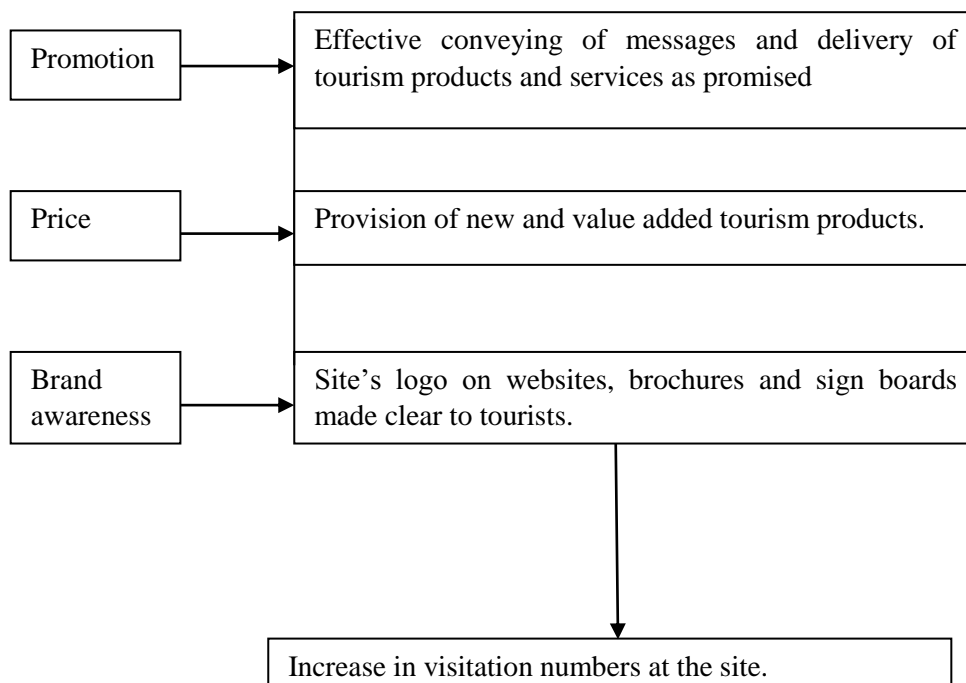 Promotion
Effective conveying of messages and delivery of
tourism products and services as promised
Price
Provision of new and value added tourism products.
Brand
awareness
Site’s logo on websites, brochures and sign boards
made clear to tourists.
Increase in visitation numbers at the site.